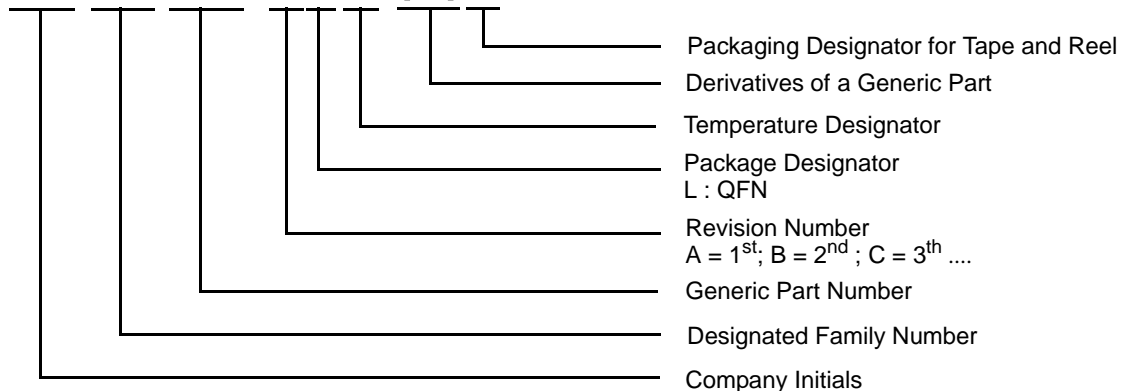 Packaging Designator for Tape and Reel
Derivatives of a Generic Part
Temperature Designator
Package Designator
L : QFN
Revision Number
A = 1st; B = 2nd ; C = 3th ....
Generic Part Number
Designated Family Number
Company Initials